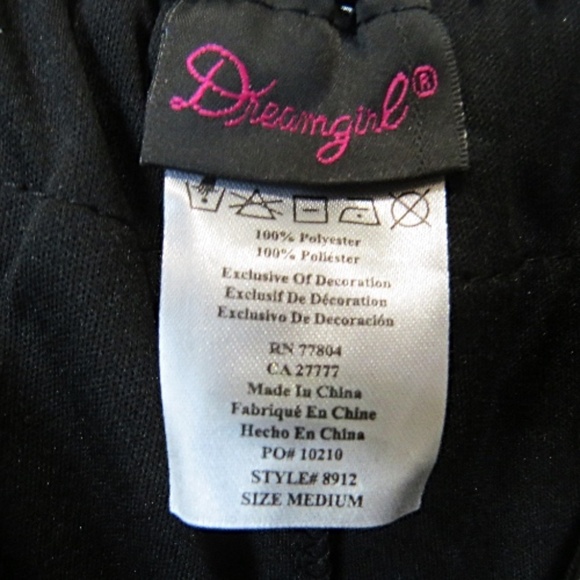 Dreamgirl®
100% Polyester
100% Poliéster
Exclusive Of Decoration
Exclusif De Décoration
Exclusivo De Decoración
RN 77804
CA 27777
Made In China
Fabriqué En Chine
Hecho En China
PO# 10210
STYLE# 8912
SIZE MEDIUM